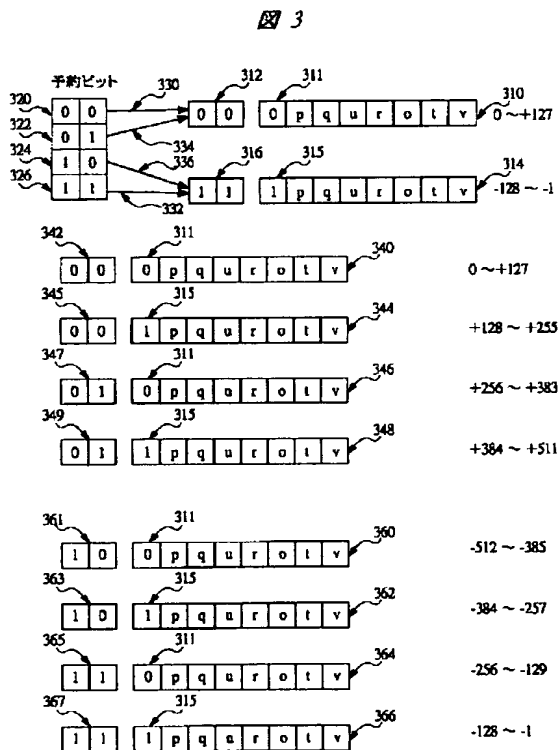 図 3
予約ビット
320 0 0 330 312 0 0 311 0 p q u r o t v 310 0 ~ +127
322 0 1 334
324 1 0 336 316 1 1 315 1 p q u r o t v 314 -128 ~ -1
326 1 1 332
342 311 340
0 0 0 p q u r o t v 0 ~ +127
345 315 344
0 0 1 p q u r o t v +128 ~ +255
347 311 346
0 1 0 p q u r o t v +256 ~ +383
349 315 348
0 1 1 p q u r o t v +384 ~ +511
361 311 360
1 0 0 p q u r o t v -512 ~ -385
363 315 362
1 0 1 p q u r o t v -384 ~ -257
365 311 364
1 1 0 p q u r o t v -256 ~ -129
367 315 366
1 1 1 p q u r o t v -128 ~ -1